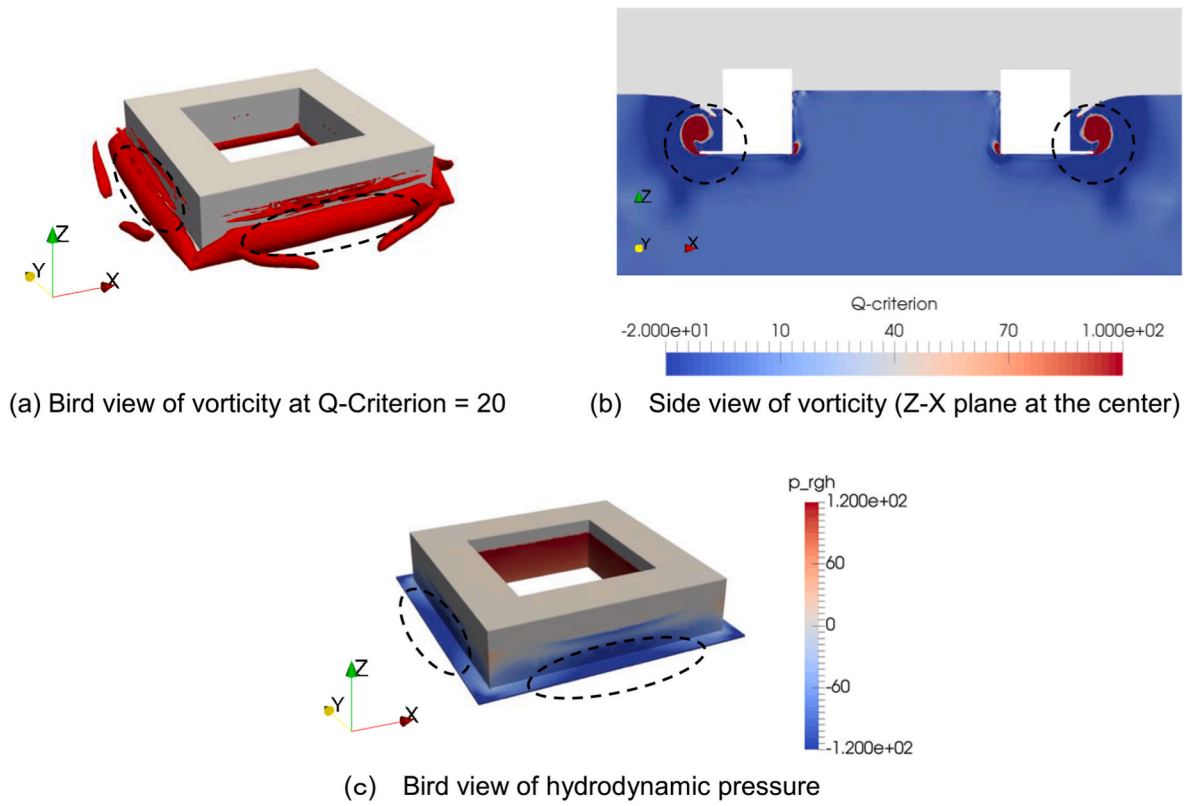 Z
Y
X
(a) Bird view of vorticity at Q-Criterion = 20
Z
Y
X
Q-criterion
-2.000e+01 10 40 70 1.000e+02
(b) Side view of vorticity (Z-X plane at the center)
Z
Y
X
p_rgh
1.200e+02
60
0
-60
-1.200e+02
(c) Bird view of hydrodynamic pressure